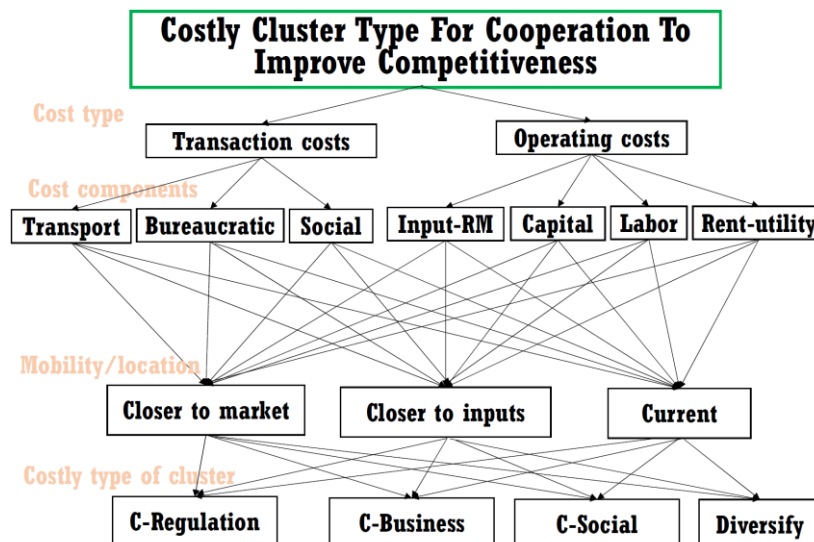 Costly Cluster Type For Cooperation To
Improve Competitiveness
Cost type
Transaction costs
Operating costs
Cost components
Transport
Bureaucratic
Social
Input-RM
Capital
Labor
Rent-utility
Mobility/location
Closer to market
Closer to inputs
Current
Costly type of cluster
C-Regulation
C-Business
C-Social
Diversify